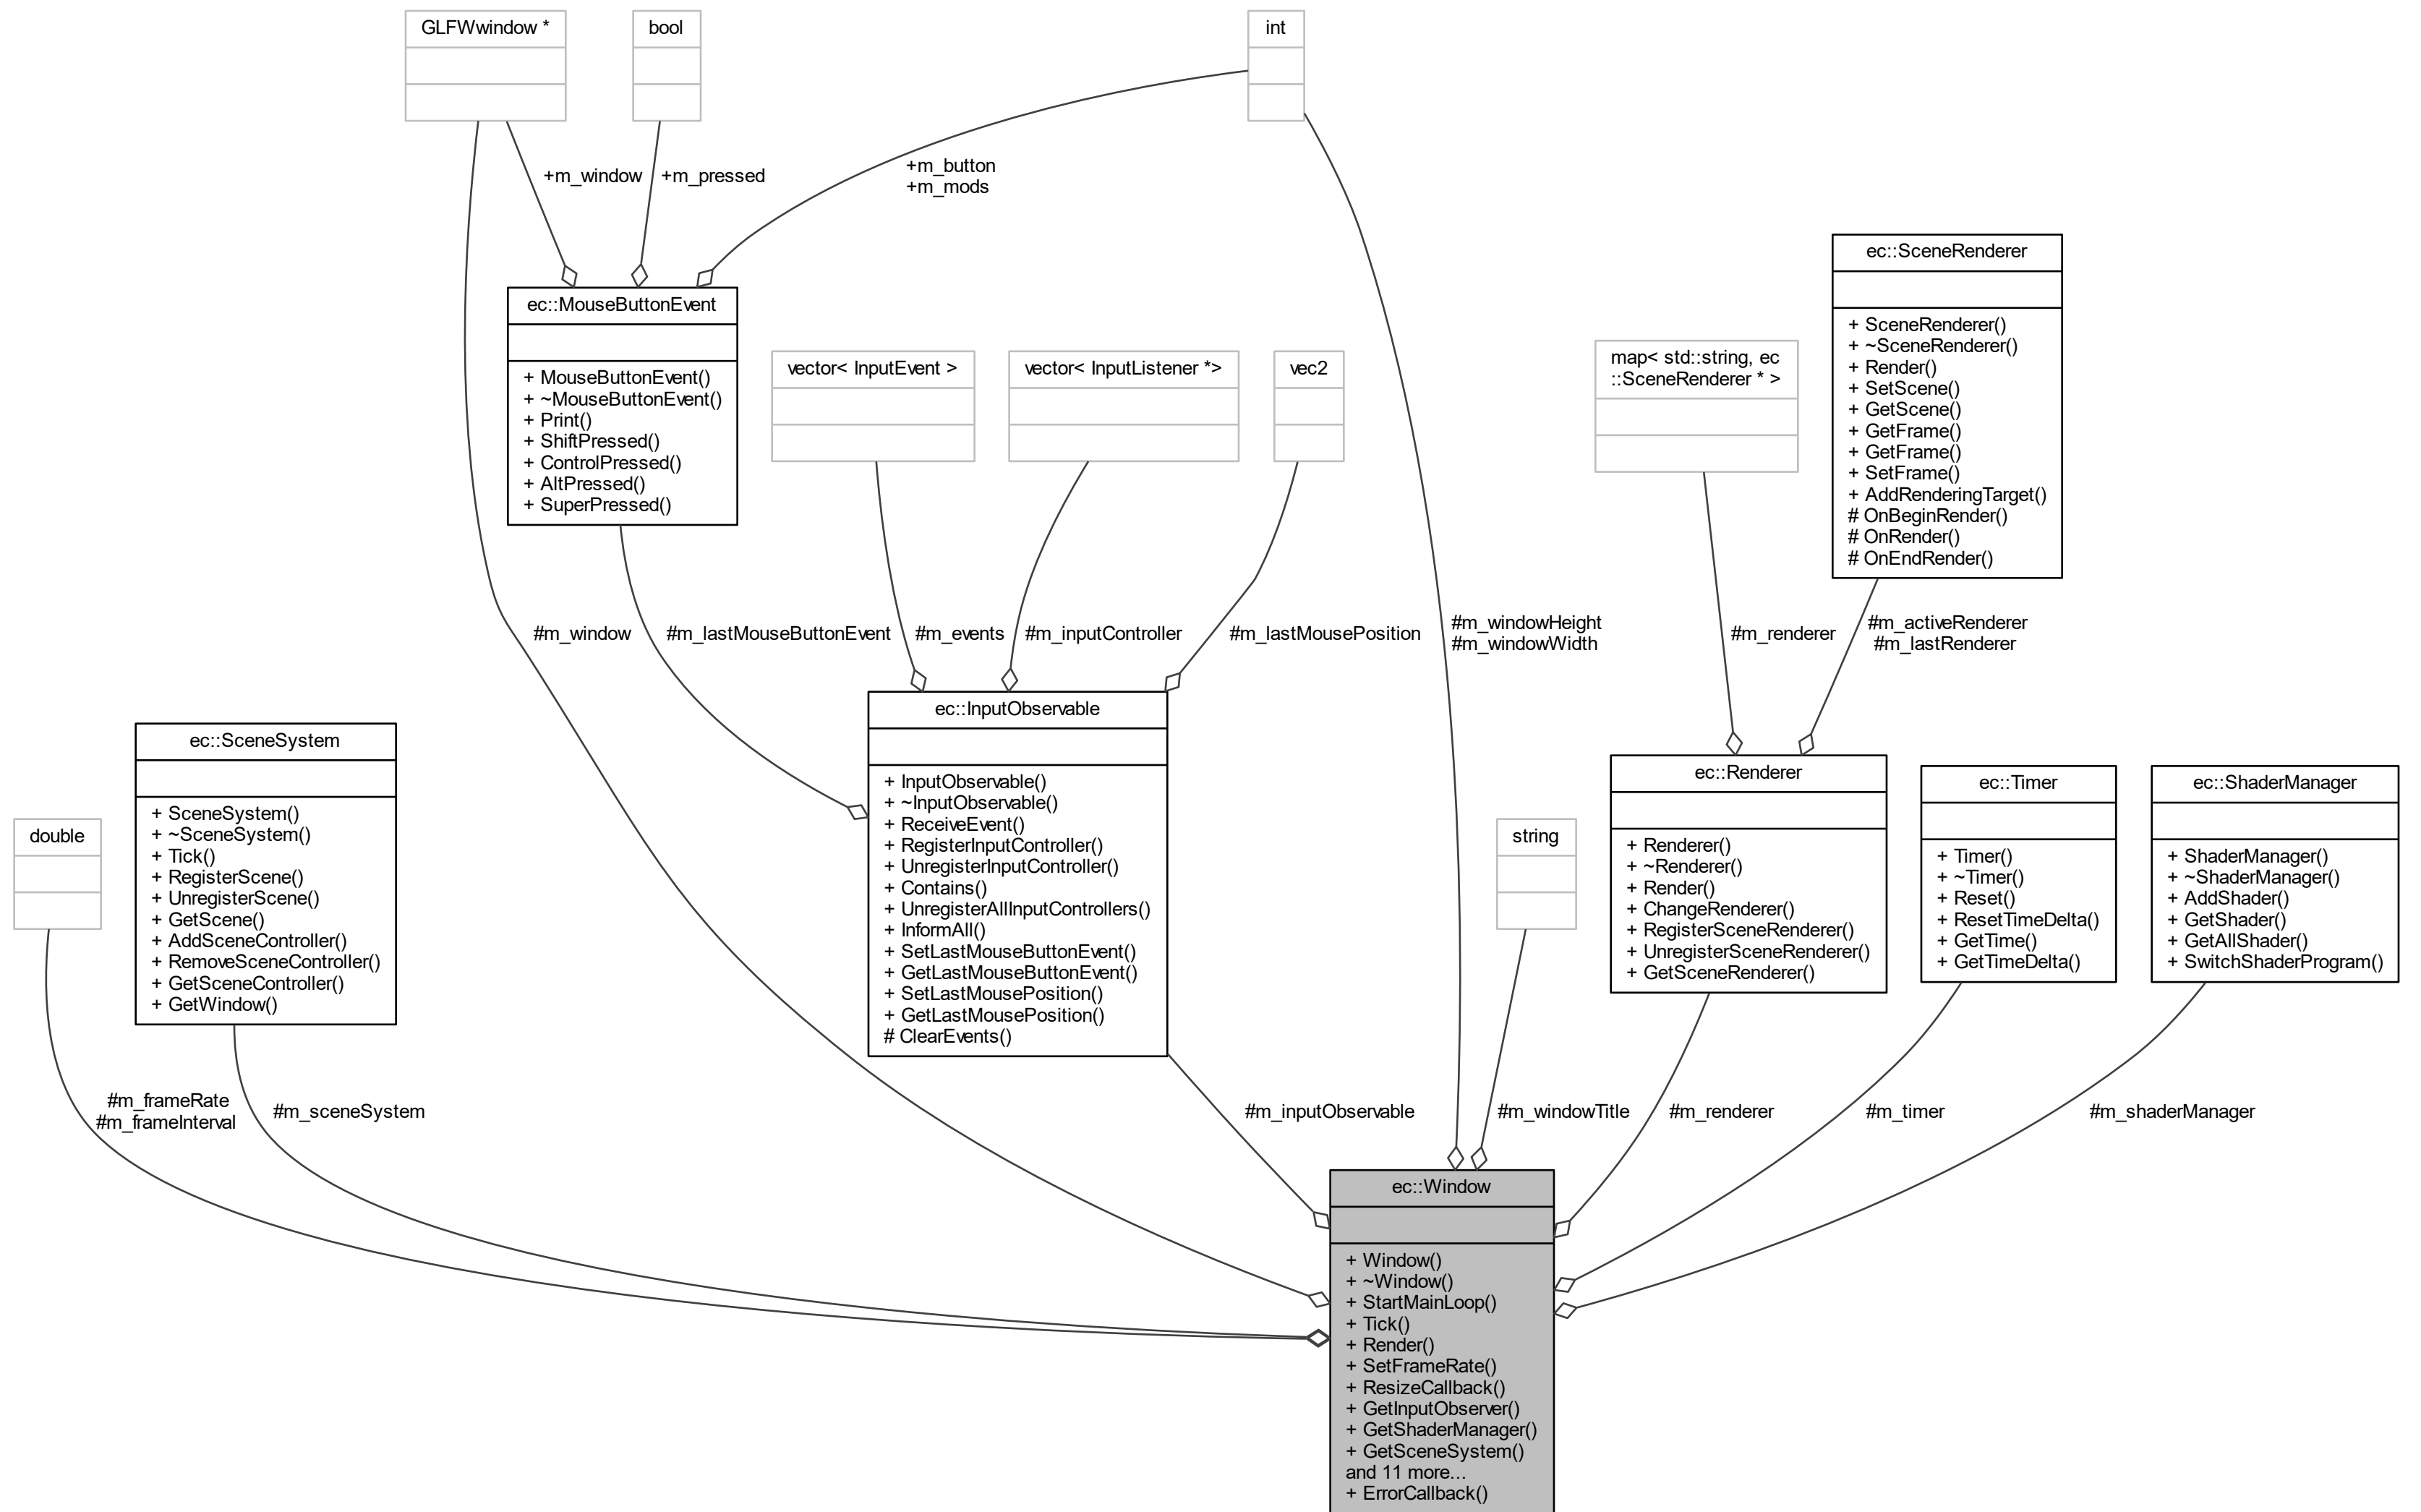 GLFWwindow *
bool
int
+m_window
+m_pressed
+m_button
+m_mods
ec::MouseButtonEvent
+ MouseButtonEvent()
+ ~MouseButtonEvent()
+ Print()
+ ShiftPressed()
+ ControlPressed()
+ AltPressed()
+ SuperPressed()
vector< InputEvent >
vector< InputListener *>
vec2
map< std::string, ec
::SceneRenderer * >
ec::SceneRenderer
+ SceneRenderer()
+ ~SceneRenderer()
+ Render()
+ SetScene()
+ GetScene()
+ GetFrame()
+ GetFrame()
+ SetFrame()
+ AddRenderingTarget()
# OnBeginRender()
# OnRender()
# OnEndRender()
#m_window
#m_lastMouseButtonEvent
#m_events
#m_inputController
#m_lastMousePosition
#m_windowHeight
#m_windowWidth
#m_renderer
#m_activeRenderer
#m_lastRenderer
double
ec::SceneSystem
+ SceneSystem()
+ ~SceneSystem()
+ Tick()
+ RegisterScene()
+ UnregisterScene()
+ GetScene()
+ AddSceneController()
+ RemoveSceneController()
+ GetSceneController()
+ GetWindow()
ec::InputObservable
+ InputObservable()
+ ~InputObservable()
+ ReceiveEvent()
+ RegisterInputController()
+ UnregisterInputController()
+ Contains()
+ UnregisterAllInputControllers()
+ InformAll()
+ SetLastMouseButtonEvent()
+ GetLastMouseButtonEvent()
+ SetLastMousePosition()
+ GetLastMousePosition()
# ClearEvents()
string
ec::Renderer
+ Renderer()
+ ~Renderer()
+ Render()
+ ChangeRenderer()
+ RegisterSceneRenderer()
+ UnregisterSceneRenderer()
+ GetSceneRenderer()
ec::Timer
+ Timer()
+ ~Timer()
+ Reset()
+ ResetTimeDelta()
+ GetTime()
+ GetTimeDelta()
ec::ShaderManager
+ ShaderManager()
+ ~ShaderManager()
+ AddShader()
+ GetShader()
+ GetAllShader()
+ SwitchShaderProgram()
#m_frameRate
#m_frameInterval
#m_sceneSystem
#m_inputObservable
#m_windowTitle
#m_renderer
#m_timer
#m_shaderManager
ec::Window
+ Window()
+ ~Window()
+ StartMainLoop()
+ Tick()
+ Render()
+ SetFrameRate()
+ ResizeCallback()
+ GetInputObserver()
+ GetShaderManager()
+ GetSceneSystem()
and 11 more...
+ ErrorCallback()